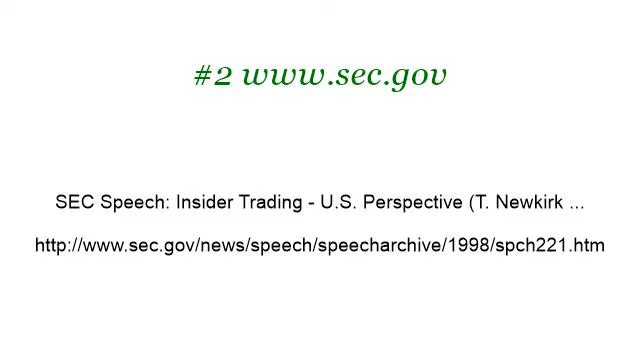 #2 www.sec.gov
SEC Speech: Insider Trading - U.S. Perspective (T. Newkirk ...
http://www.sec.gov/news/speech/speecharchive/1998/spch221.htm